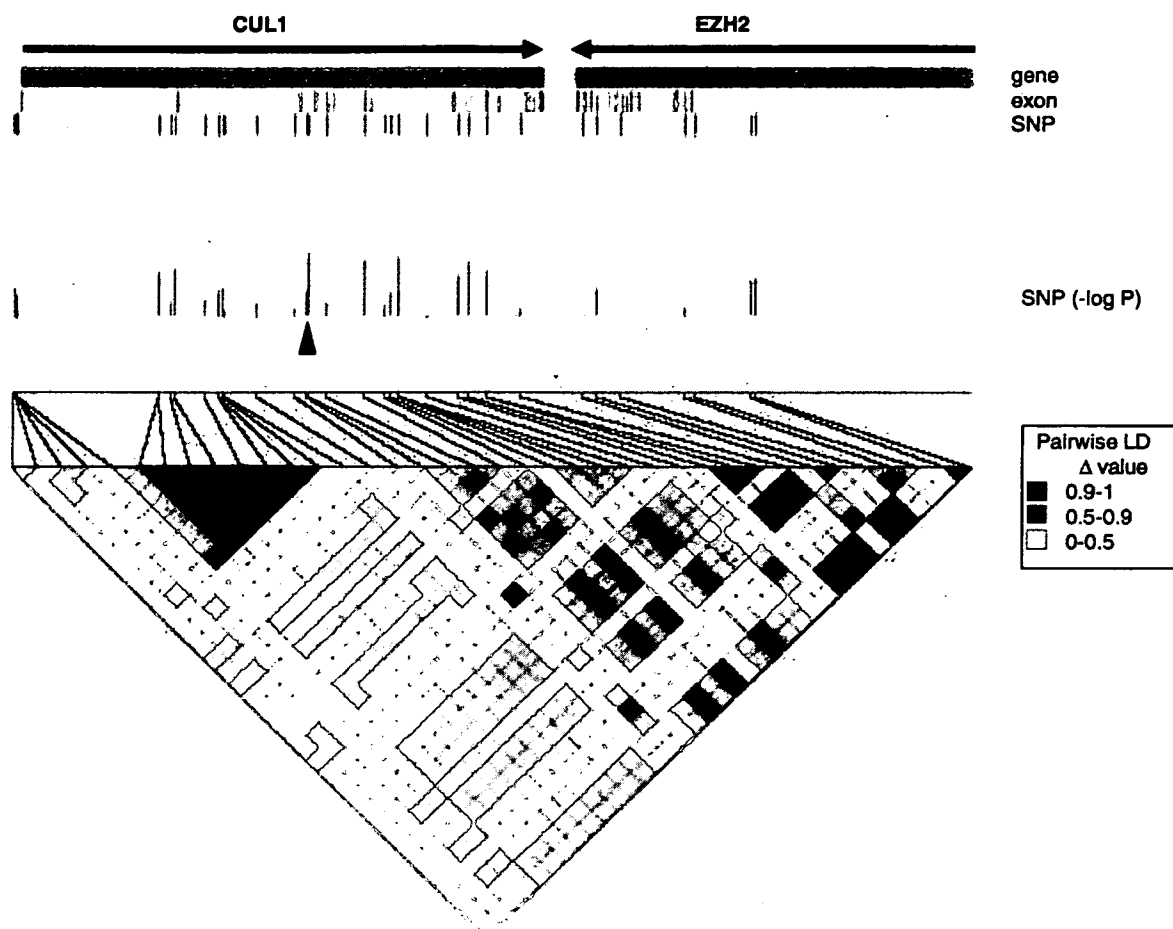 CUL1 EZH2
gene
exon
SNP
SNP (-log P)
Pairwise LD
Δ value
0.9-1
0.5-0.9
0-0.5